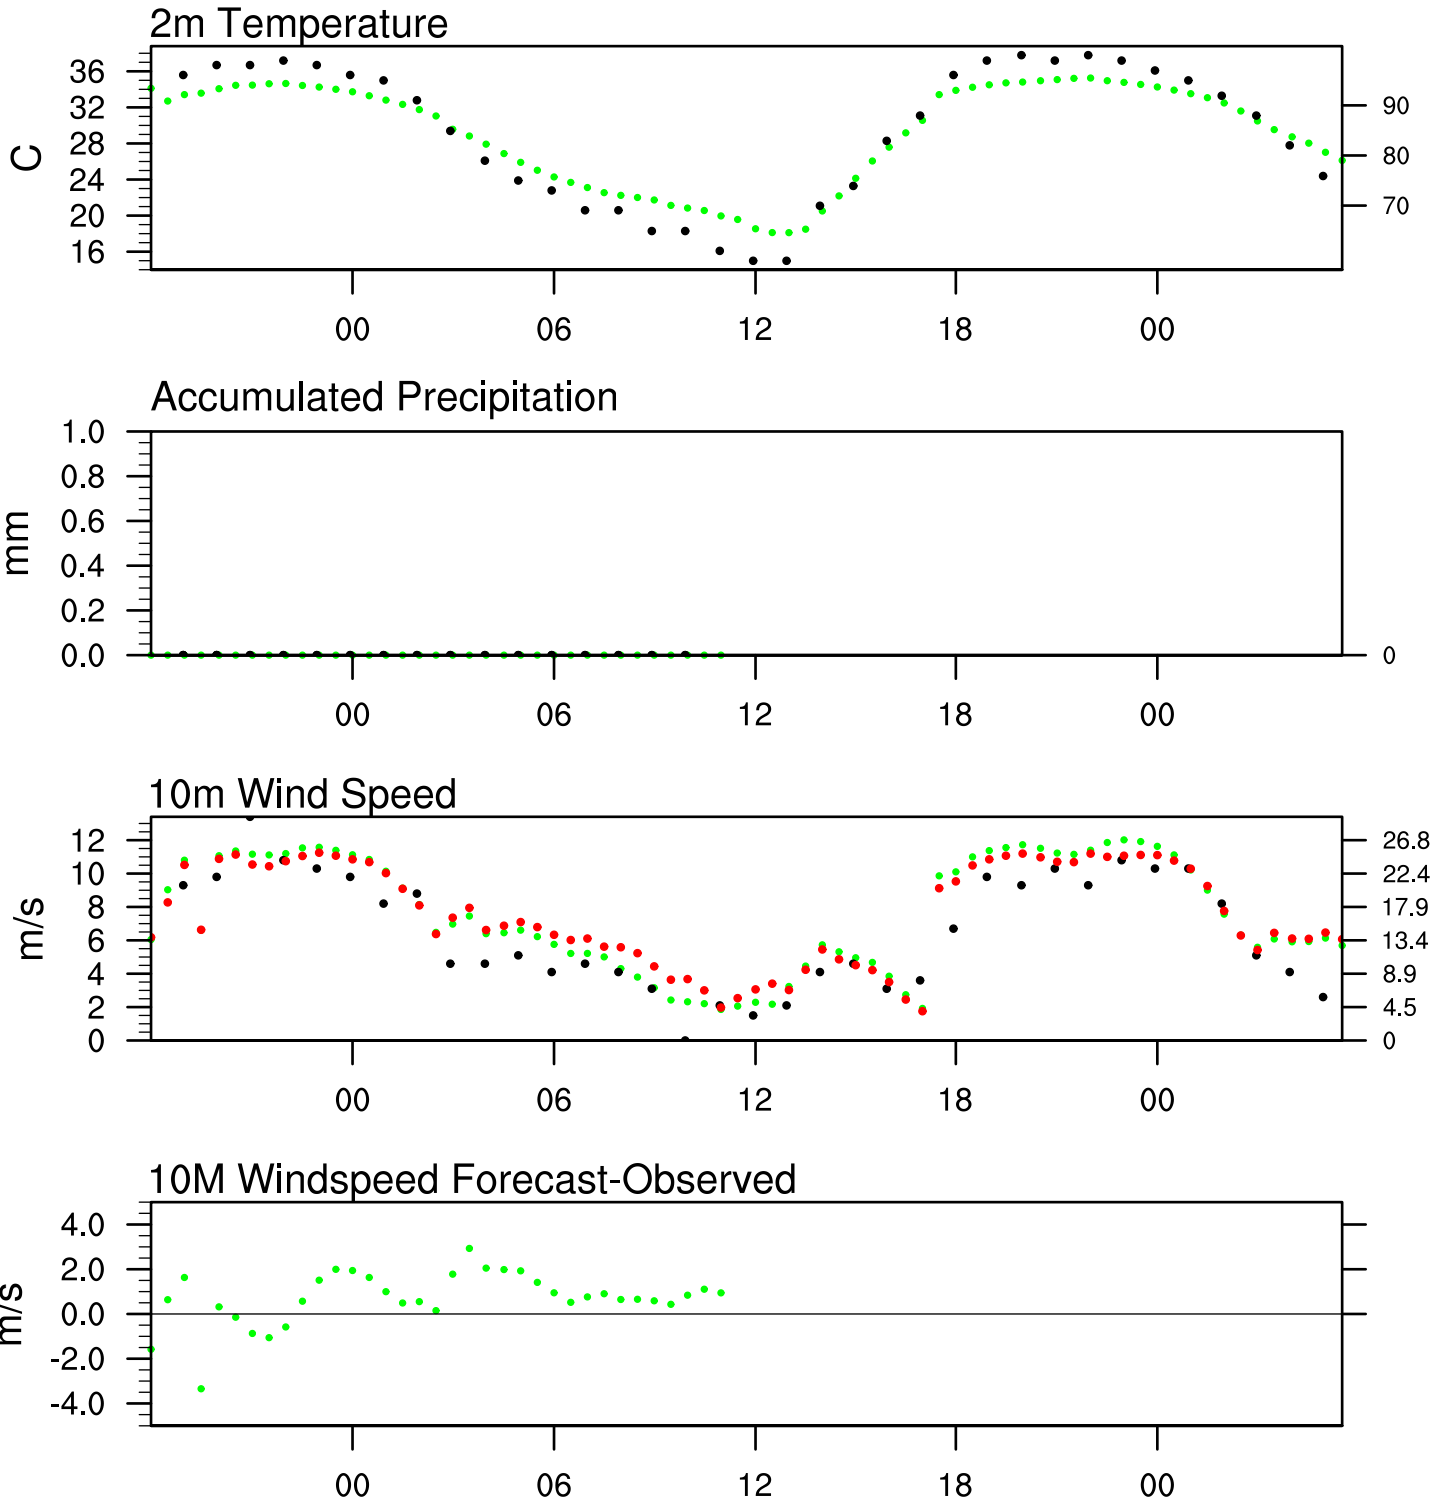 2m Temperature
C
36
32
28
24
20
16
90
80
70
00 06 12 18 00
Accumulated Precipitation
mm
1.0
0.8
0.6
0.4
0.2
0.0
0
00 06 12 18 00
10m Wind Speed
m/s
12
10
8
6
4
2
0
26.8
22.4
17.9
13.4
8.9
4.5
0
00 06 12 18 00
10M Windspeed Forecast-Observed
m/s
4.0
2.0
0.0
-2.0
-4.0
00 06 12 18 00